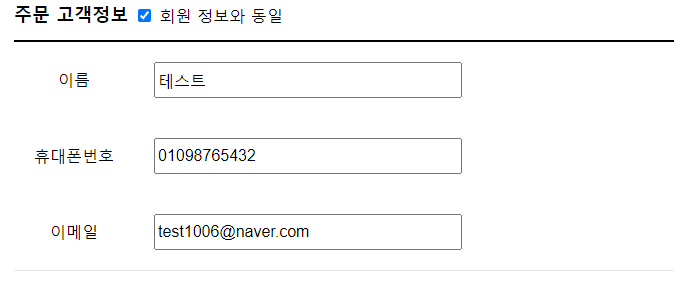 주문 고객정보 회원 정보와 동일
이름 테스트
휴대폰번호 01098765432
이메일 test1006@naver.com